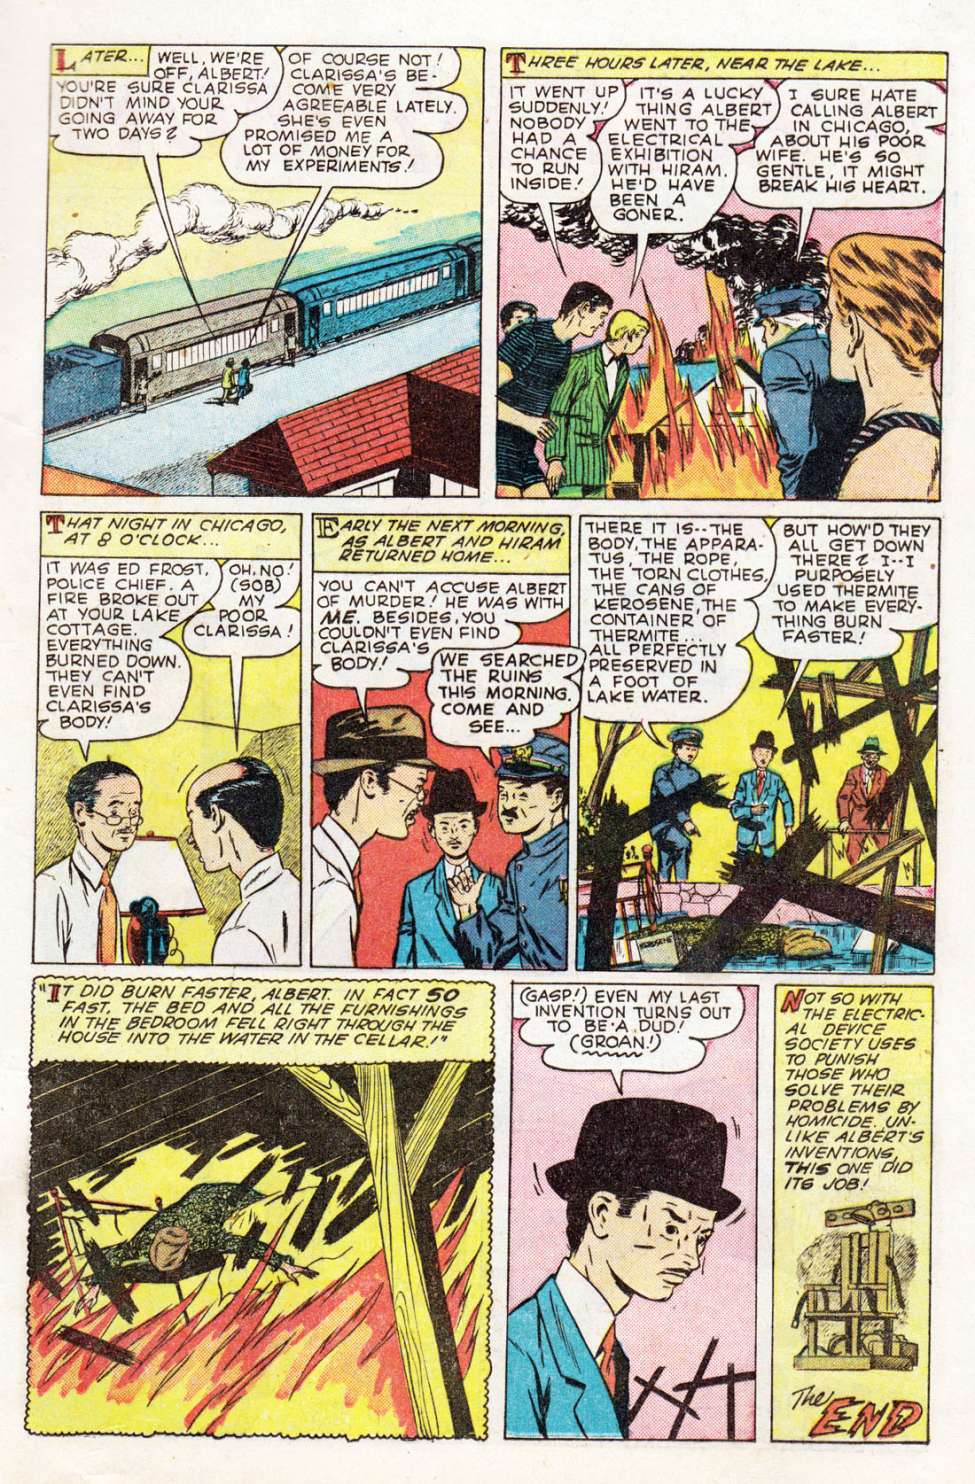 LATER...
WELL, WE'RE
OFF, ALBERT!
YOU'RE SURE CLARISSA
DIDN'T MIND YOUR
GOING AWAY FOR
TWO DAYS?
OF COURSE NOT!
CLARISSA'S BE-
COME VERY
AGREEABLE LATELY.
SHE'S EVEN
PROMISED ME A
LOT OF MONEY FOR
MY EXPERIMENTS!
THREE HOURS LATER, NEAR THE LAKE...
IT WENT UP
SUDDENLY!
NOBODY
HAD A
CHANCE
TO RUN
INSIDE!
IT'S A LUCKY
THING ALBERT
WENT TO THE
ELECTRICAL
EXHIBITION
WITH HIRAM.
HE'D HAVE
BEEN A
GONER.
I SURE HATE
CALLING ALBERT
IN CHICAGO,
ABOUT HIS POOR
WIFE. HE'S SO
GENTLE, IT MIGHT
BREAK HIS HEART.
THAT NIGHT IN CHICAGO,
AT 8 O'CLOCK...
IT WAS ED FROST,
POLICE CHIEF. A
FIRE BROKE OUT
AT YOUR LAKE
COTTAGE.
EVERYTHING
BURNED DOWN.
THEY CAN'T
EVEN FIND
CLARISSA'S
BODY!
OH, NO!
(SOB)
MY
POOR
CLARISSA!
EARLY THE NEXT MORNING,
AS ALBERT AND HIRAM
RETURNED HOME...
YOU CAN'T ACCUSE ALBERT
OF MURDER! HE WAS WITH
ME. BESIDES, YOU
COULDN'T EVEN FIND
CLARISSA'S
BODY!
WE SEARCHED
THE RUINS
THIS MORNING.
COME AND
SEE...
THERE IT IS--THE
BODY, THE APPARA-
TUS, THE ROPE,
THE TORN CLOTHES,
THE CANS OF
KEROSENE, THE
CONTAINER OF
THERMITE...
ALL PERFECTLY
PRESERVED IN
A FOOT OF
LAKE WATER.
BUT HOW'D THEY
ALL GET DOWN
THERE? I--I
PURPOSELY
USED THERMITE
TO MAKE EVERY-
THING BURN
FASTER!
KEROSENE
"IT DID BURN FASTER, ALBERT. IN FACT SO
FAST, THE BED AND ALL THE FURNISHINGS
IN THE BEDROOM FELL RIGHT THROUGH THE
HOUSE INTO THE WATER IN THE CELLAR!"
(GASP!) EVEN MY LAST
INVENTION TURNS OUT
TO BE A DUD!
(GROAN!)
NOT SO WITH
THE ELECTRIC-
AL DEVICE
SOCIETY USES
TO PUNISH
THOSE WHO
SOLVE THEIR
PROBLEMS BY
HOMICIDE. UN-
LIKE ALBERT'S
INVENTIONS,
THIS ONE DID
ITS JOB!
The
END